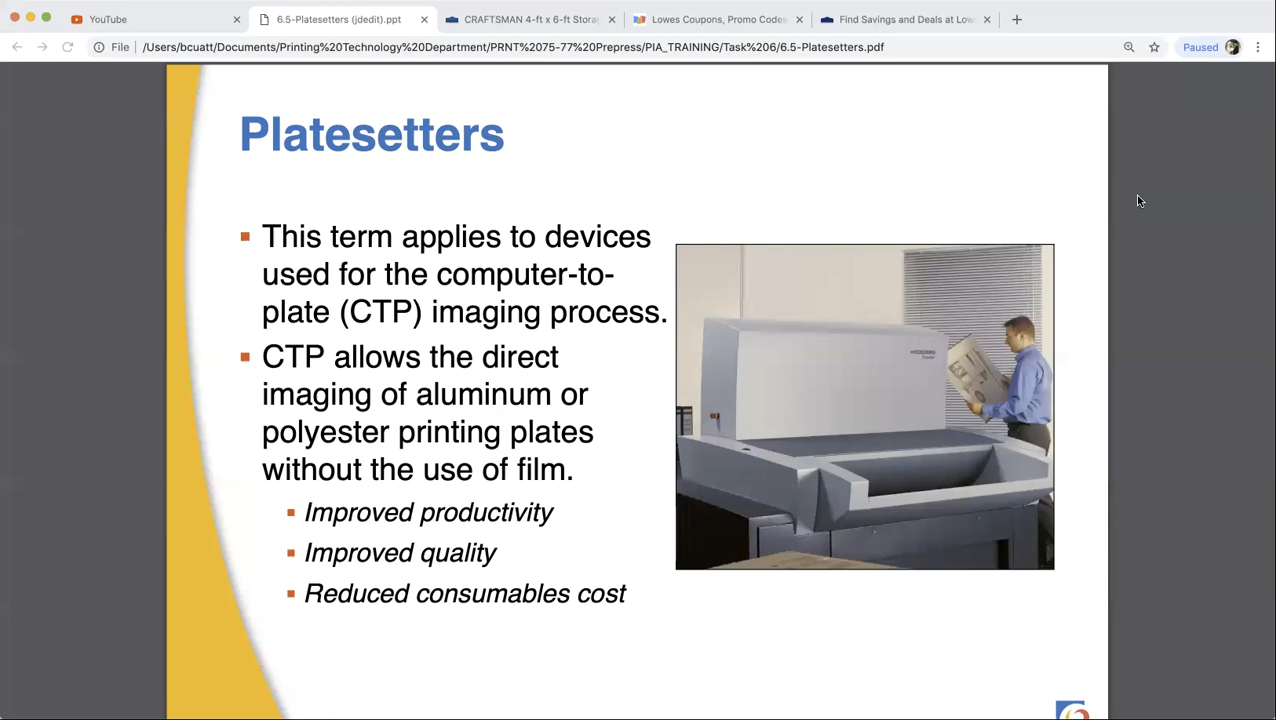 YouTube
6.5-Platesetters (jdedit).ppt
CRAFTSMAN 4-ft x 6-ft Storag
Lowes Coupons, Promo Codes
Find Savings and Deals at Low
File
/Users/bcuatt/Documents/Printing%20Technology%20Department/PRNT%2075-77%20Prepress/PIA_TRAINING/Task%206/6.5-Platesetters.pdf
Paused
Platesetters
This term applies to devices
used for the computer-to-
plate (CTP) imaging process.
CTP allows the direct
imaging of aluminum or
polyester printing plates
without the use of film.
Improved productivity
Improved quality
Reduced consumables cost